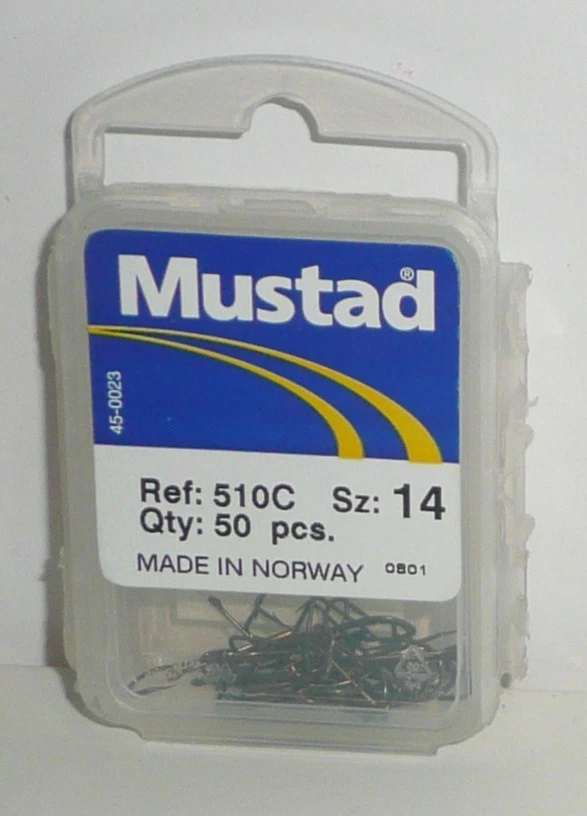 Mustad®
45-0023
Ref: 510C Sz: 14
Qty: 50 pcs.
MADE IN NORWAY 0801